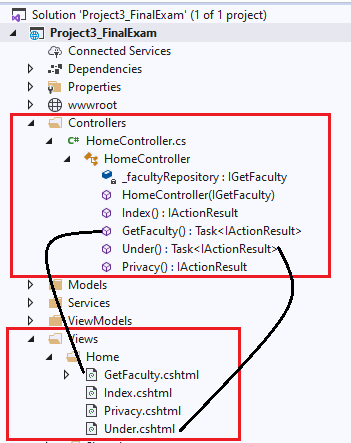 Solution 'Project3_FinalExam' (1 of 1 project)
Project3_FinalExam
Connected Services
Dependencies
Properties
wwwroot
Controllers
C# HomeController.cs
HomeController
_facultyRepository : IGetFaculty
HomeController(IGetFaculty)
Index() : IActionResult
GetFaculty() : Task<IActionResult>
Under() : Task<IActionResult>
Privacy() : IActionResult
Models
Services
ViewModels
Views
Home
GetFaculty.cshtml
Index.cshtml
Privacy.cshtml
Under.cshtml